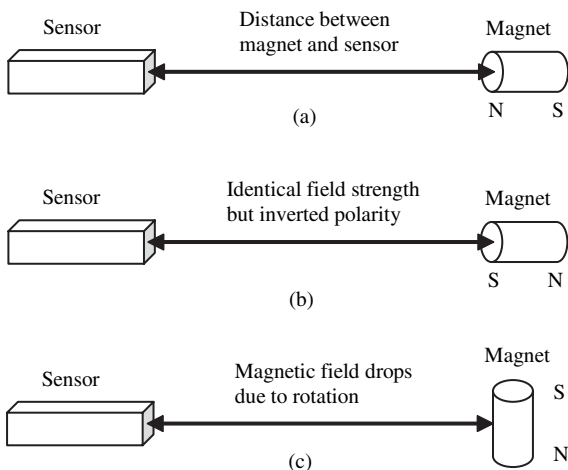 Sensor
Distance between
magnet and sensor
Magnet
N S
(a)
Sensor
Identical field strength
but inverted polarity
Magnet
S N
(b)
Sensor
Magnetic field drops
due to rotation
Magnet
S
N
(c)